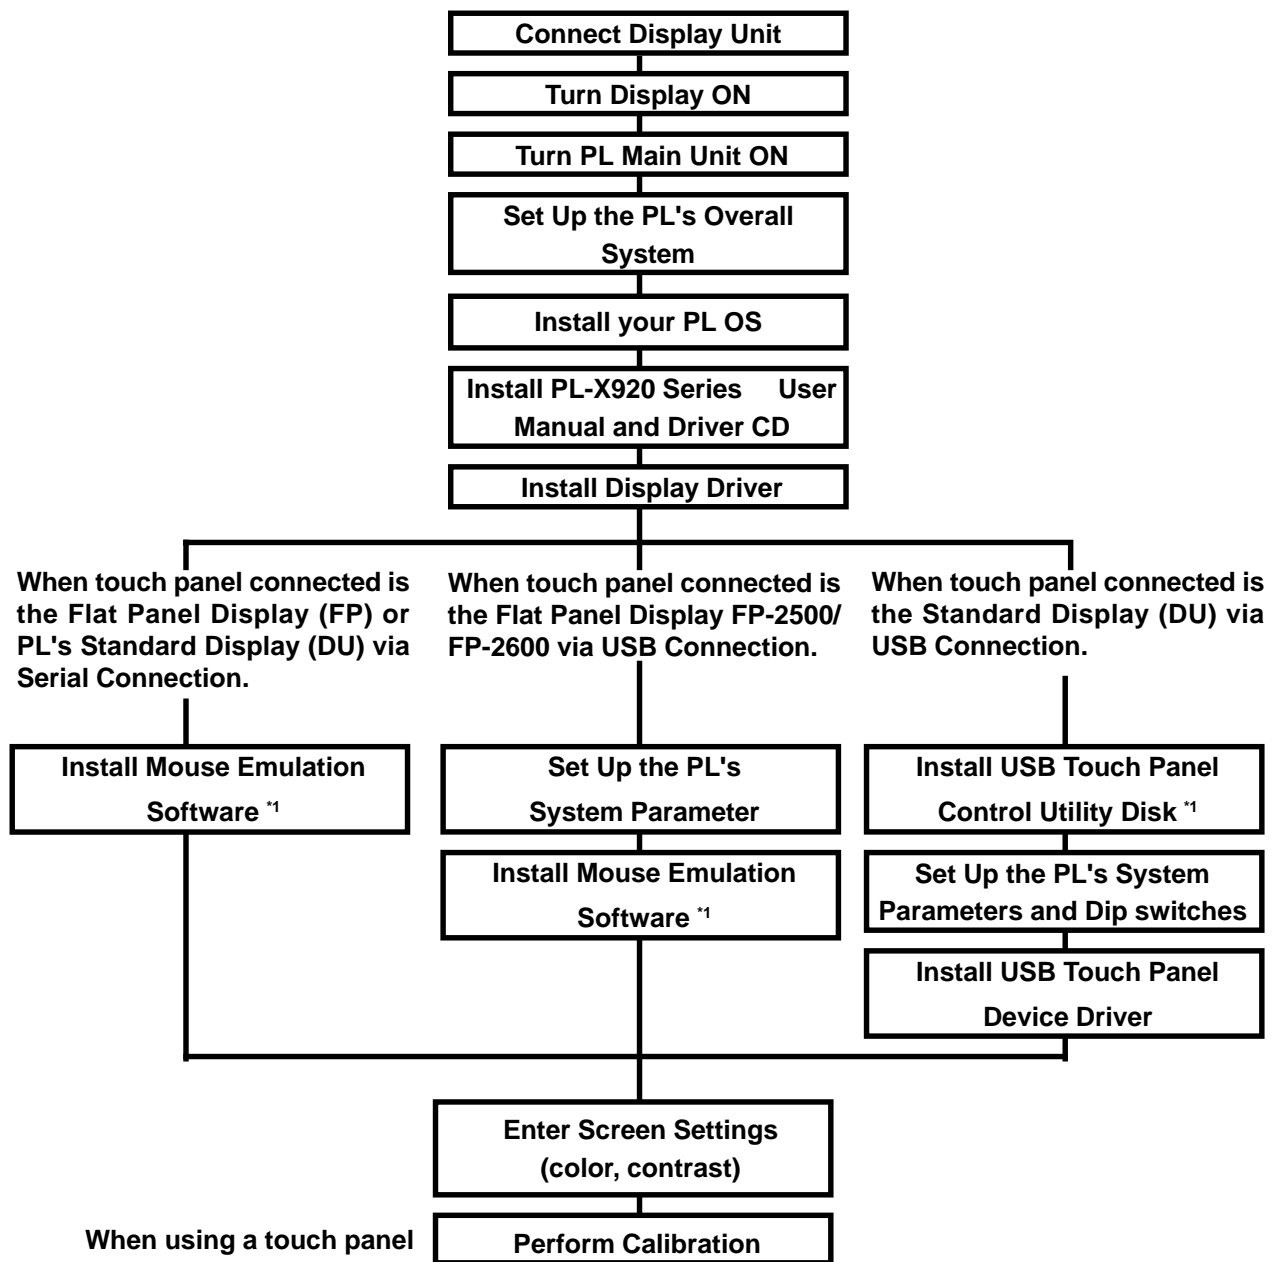 Connect Display Unit
Turn Display ON
Turn PL Main Unit ON
Set Up the PL's Overall
System
Install your PL OS
Install PL-X920 Series User
Manual and Driver CD
Install Display Driver
When touch panel connected is
the Flat Panel Display (FP) or
PL's Standard Display (DU) via
Serial Connection.
When touch panel connected is
the Flat Panel Display FP-2500/
FP-2600 via USB Connection.
When touch panel connected is
the Standard Display (DU) via
USB Connection.
Install Mouse Emulation
Software *1
Set Up the PL's
System Parameter
Install Mouse Emulation
Software *1
Install USB Touch Panel
Control Utility Disk *1
Set Up the PL's System
Parameters and Dip switches
Install USB Touch Panel
Device Driver
Enter Screen Settings
(color, contrast)
When using a touch panel
Perform Calibration